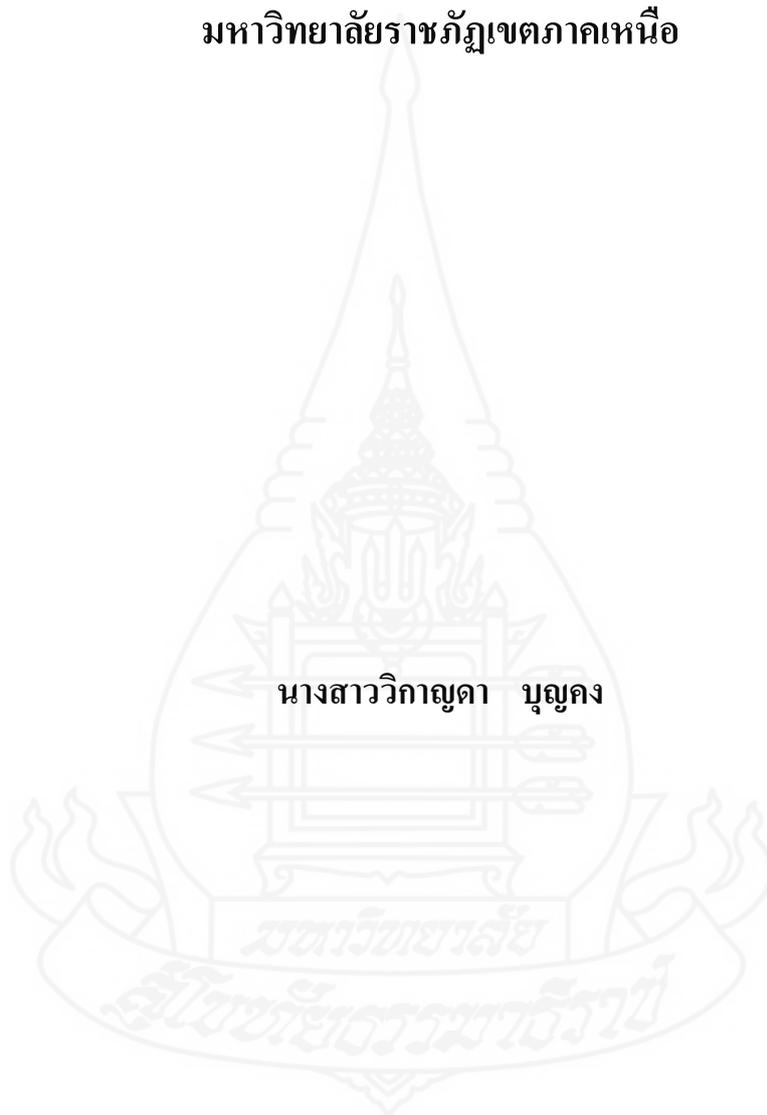 มหาวิทยาลัยราชภัฏเขตภาคเหนือ
นางสาววิกาญดา บุญคง
มหาวิทยาลัย
สุโขทัยธรรมาธิราช